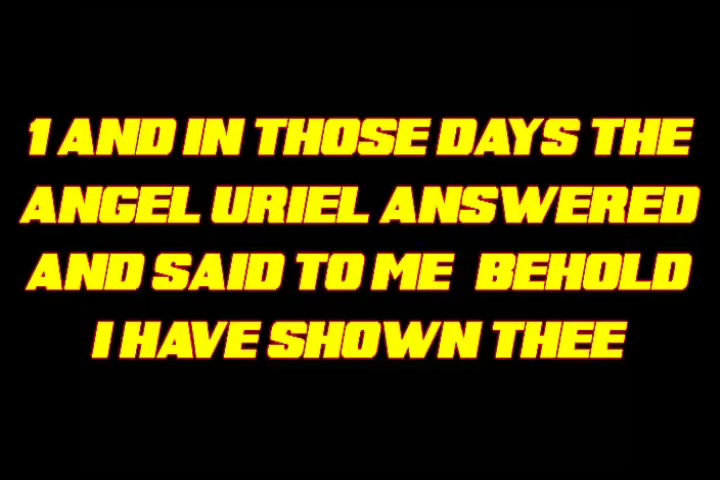 1 AND IN THOSE DAYS THE
ANGEL URIEL ANSWERED
AND SAID TO ME BEHOLD
I HAVE SHOWN THEE